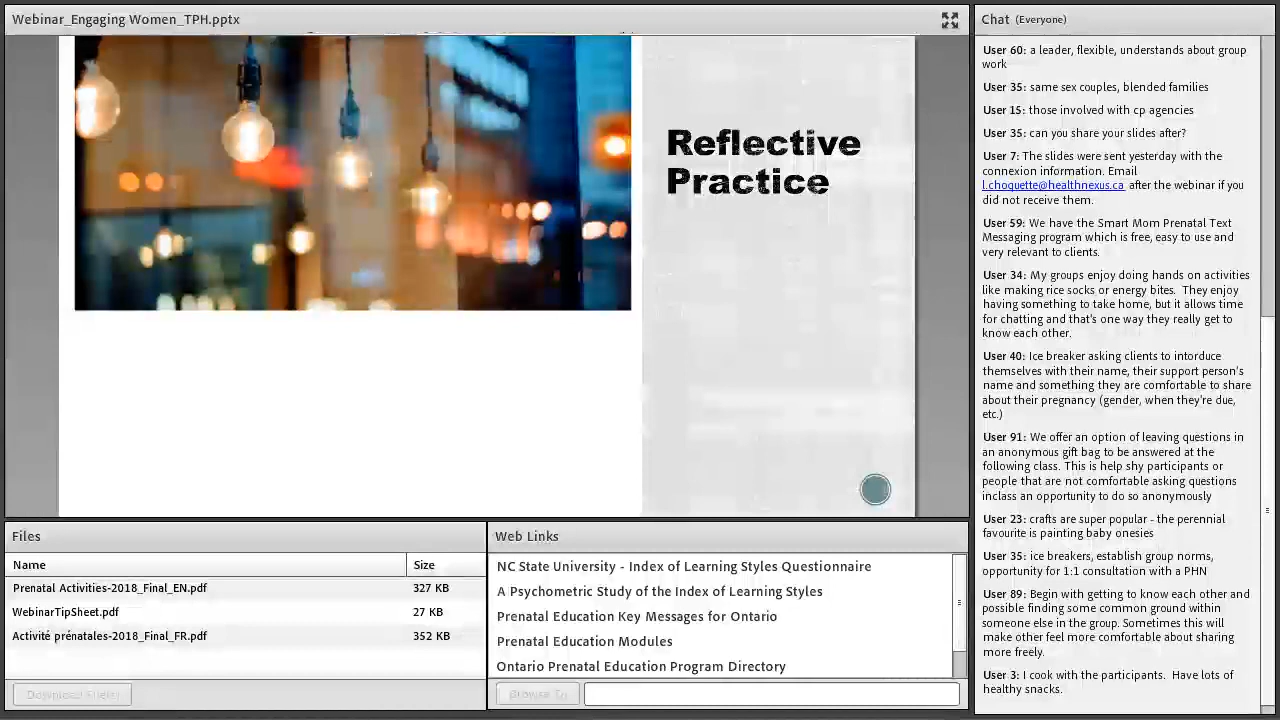 Webinar_Engaging Women_TPH.pptx
Reflective
Practice
Files
Name Size
Prenatal Activities-2018_Final_EN.pdf 327 KB
WebinarTipSheet.pdf 27 KB
Activité prénatales-2018_Final_FR.pdf 352 KB
Download File(s)
Web Links
NC State University - Index of Learning Styles Questionnaire
A Psychometric Study of the Index of Learning Styles
Prenatal Education Key Messages for Ontario
Prenatal Education Modules
Ontario Prenatal Education Program Directory
Browse To
Chat (Everyone)
User 60: a leader, flexible, understands about group
work
User 35: same sex couples, blended families
User 15: those involved with cp agencies
User 35: can you share your slides after?
User 7: The slides were sent yesterday with the
connexion information. Email
l.choquette@healthnexus.ca after the webinar if you
did not receive them.
User 59: We have the Smart Mom Prenatal Text
Messaging program which is free, easy to use and
very relevant to clients.
User 34: My groups enjoy doing hands on activities
like making rice socks or energy bites. They enjoy
having something to take home, but it allows time
for chatting and that's one way they really get to
know each other.
User 40: Ice breaker asking clients to intorduce
themselves with their name, their support person's
name and something they are comfortable to share
about their pregnancy (gender, when they're due,
etc.)
User 91: We offer an option of leaving questions in
an anonymous gift bag to be answered at the
following class. This is help shy participants or
people that are not comfortable asking questions
inclass an opportunity to do so anonymously
User 23: crafts are super popular - the perennial
favourite is painting baby onesies
User 35: ice breakers, establish group norms,
opportunity for 1:1 consultation with a PHN
User 89: Begin with getting to know each other and
possible finding some common ground within
someone else in the group. Sometimes this will
make other feel more comfortable about sharing
more freely.
User 3: I cook with the participants. Have lots of
healthy snacks.